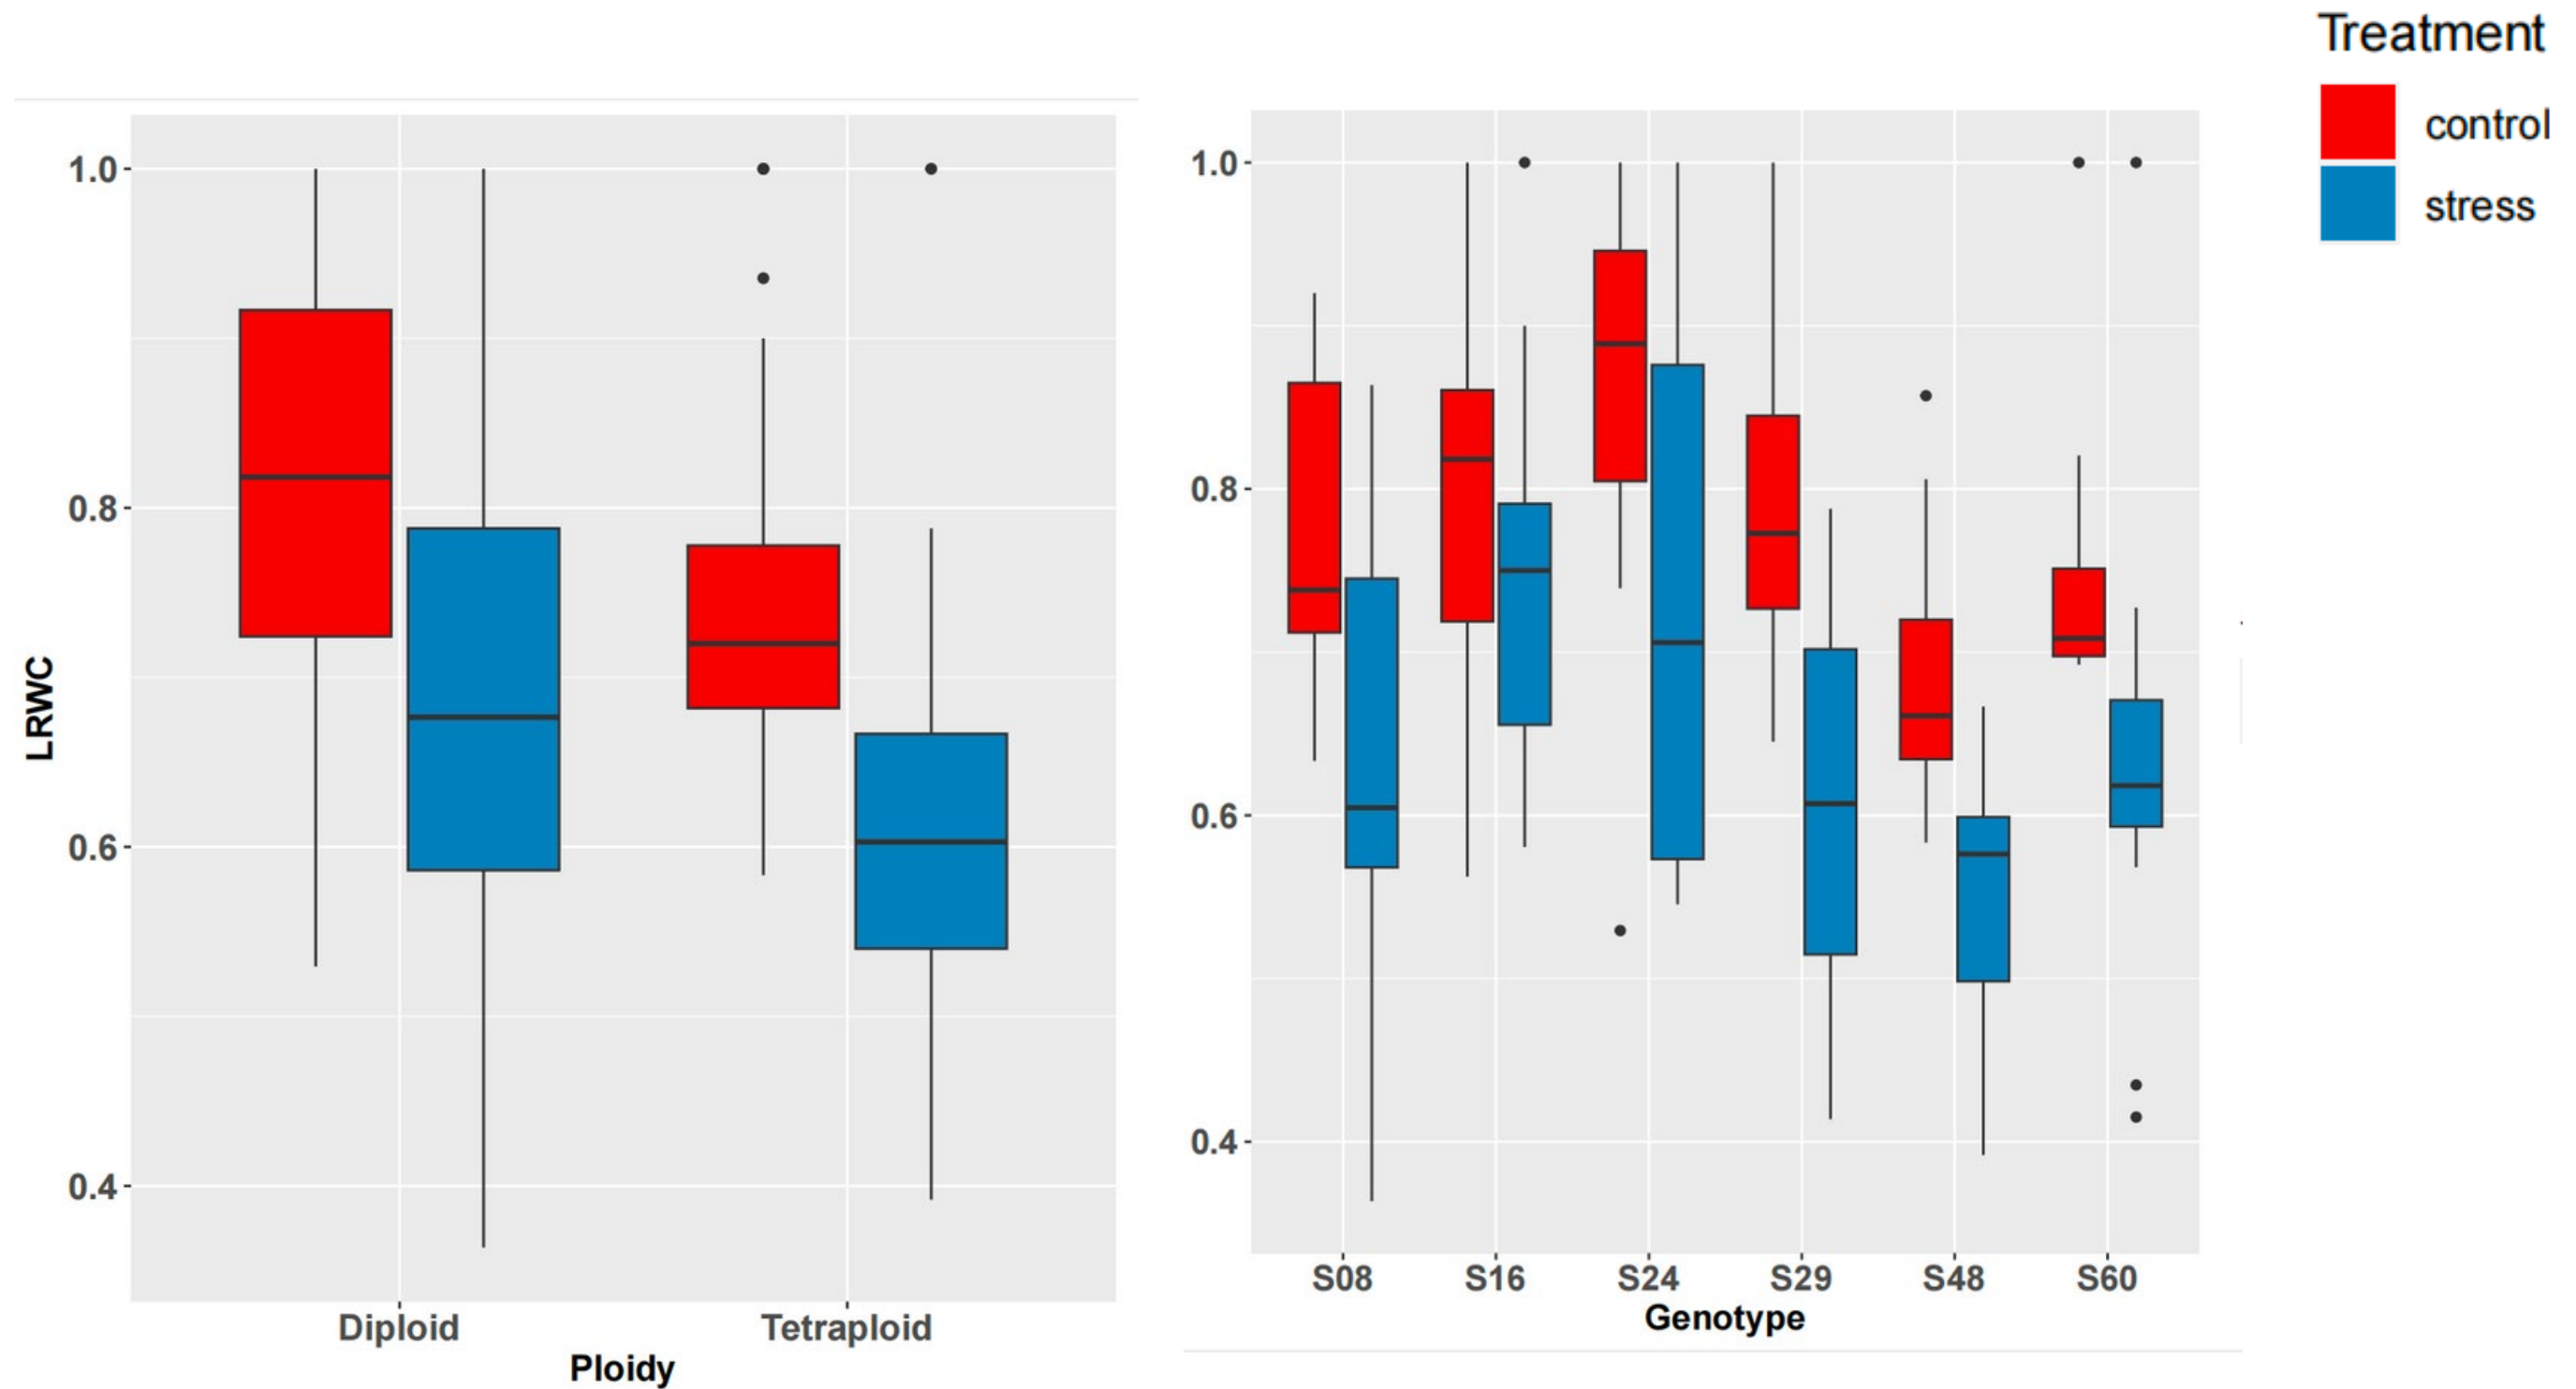 Treatment
control
stress
LRWC
1.0
0.8
0.6
0.4
Diploid
Tetraploid
Ploidy
1.0
0.8
0.6
0.4
S08
S16
S24
S29
S48
S60
Genotype